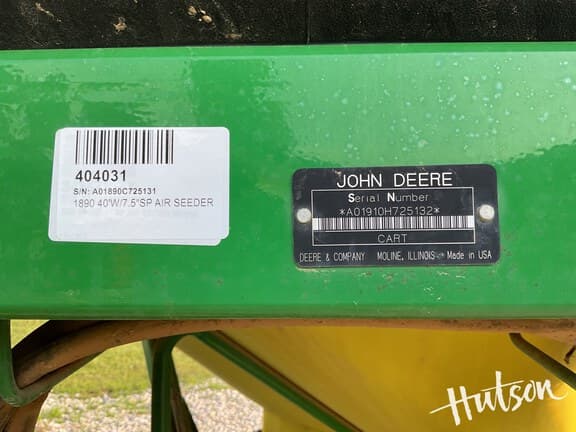 404031
S/N: A01890C725131
1890 40'W/7.5"SP AIR SEEDER
JOHN DEERE
Serial Number
*A01910H725132*
CART
DEERE & COMPANY MOLINE, ILLINOIS Made in USA
Hutson